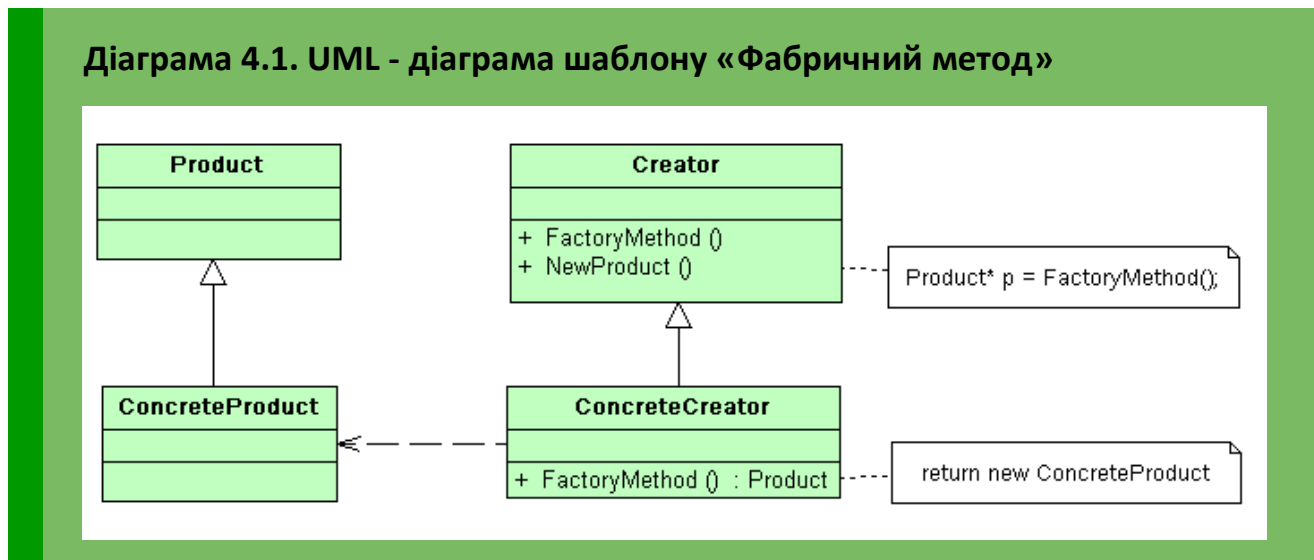 Діаграма 4.1. UML - діаграма шаблону «Фабричний метод»
Product
Creator
+ FactoryMethod ()
+ NewProduct ()
Product* p = FactoryMethod();
ConcreteProduct
ConcreteCreator
+ FactoryMethod () : Product
return new ConcreteProduct